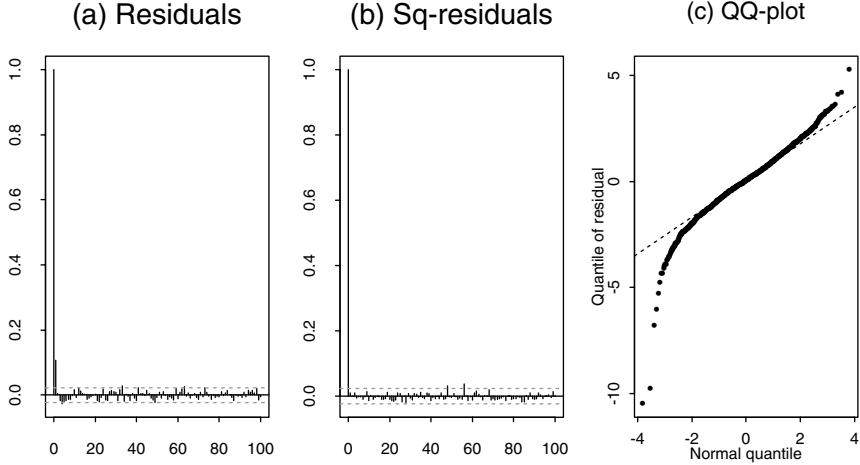 (a) Residuals
1.0
0.8
0.6
0.4
0.2
0.0
0 20 40 60 80 100
(b) Sq-residuals
1.0
0.8
0.6
0.4
0.2
0.0
0 20 40 60 80 100
(c) QQ-plot
Quantile of residual
5
0
-5
-10
-4 -2 0 2 4
Normal quantile